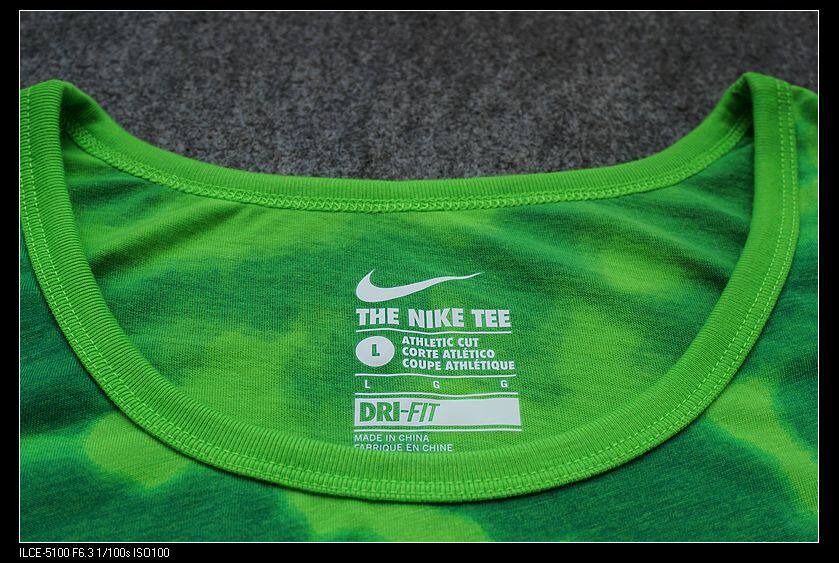 THE NIKE TEE
L
ATHLETIC CUT
CORTE ATLÉTICO
COUPE ATHLÉTIQUE
L G G
DRI-FIT
MADE IN CHINA
FABRIQUE EN CHINE
ILCE-5100 F6.3 1/100s ISO100